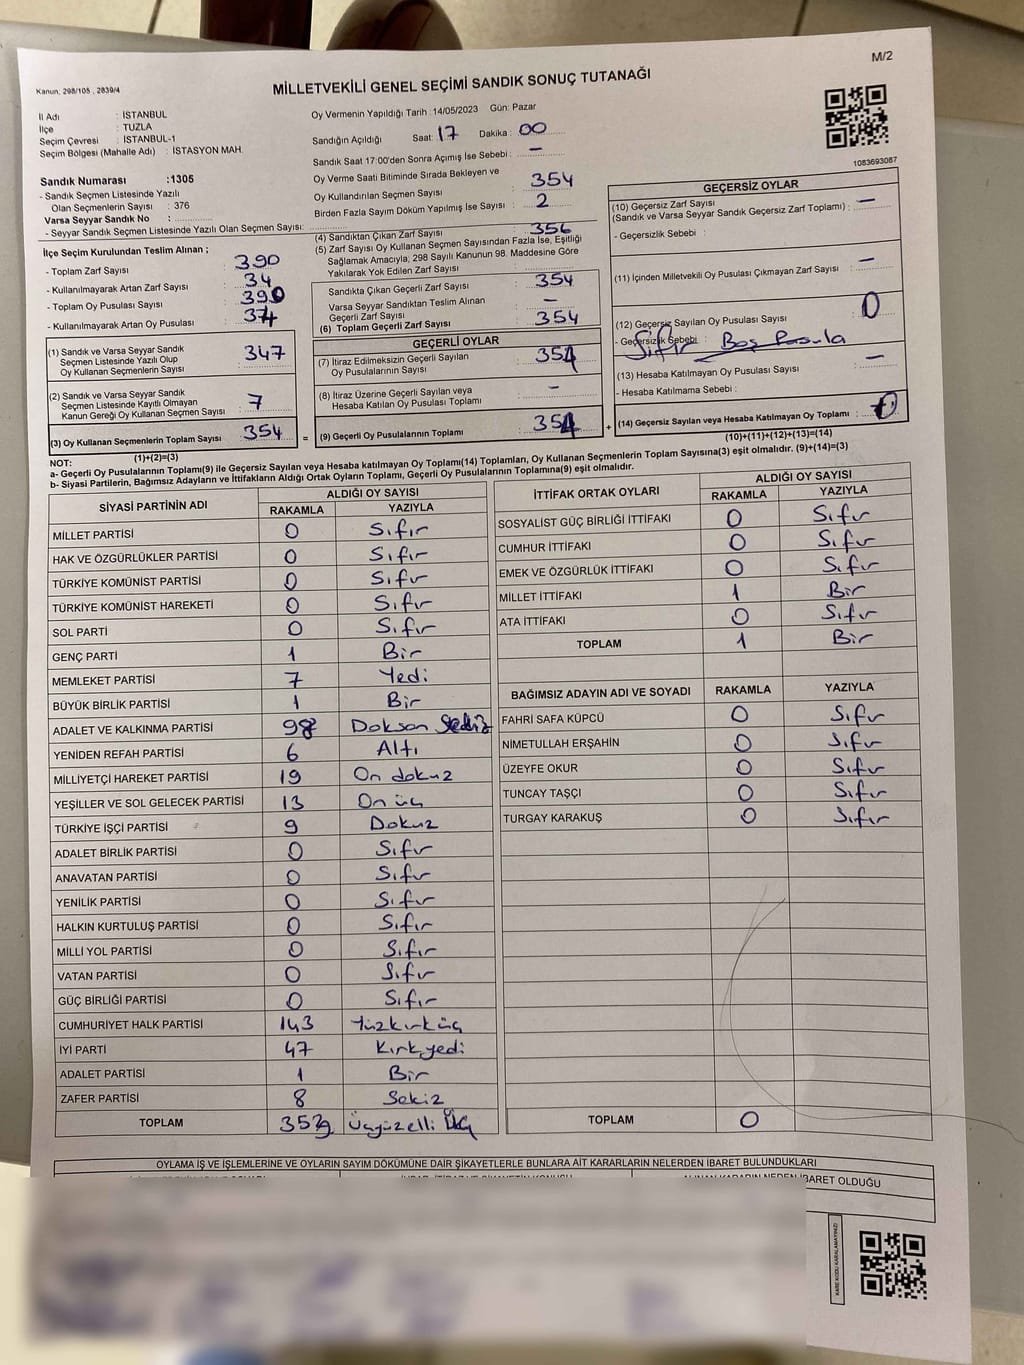 M/2
Kanun: 298/105 , 2839/4
MİLLETVEKİLİ GENEL SEÇİMİ SANDIK SONUÇ TUTANAĞI
İl Adı : İSTANBUL
İlçe : TUZLA
Seçim Çevresi : İSTANBUL-1
Seçim Bölgesi (Mahalle Adı) : İSTASYON MAH.
Sandık Numarası :1305
- Sandık Seçmen Listesinde Yazılı
Olan Seçmenlerin Sayısı : 376
Varsa Seyyar Sandık No :
- Seyyar Sandık Seçmen Listesinde Yazılı Olan Seçmen Sayısı:
Oy Vermenin Yapıldığı Tarih : 14/05/2023 Gün: Pazar
Sandığın Açıldığı Saat: 17 Dakika : 00
Sandık Saat 17:00'den Sonra Açımış İse Sebebi : –
Oy Verme Saati Bitiminde Sırada Bekleyen ve
Oy Kullandırılan Seçmen Sayısı : 354
Birden Fazla Sayım Döküm Yapılmış İse Sayısı : 2
(4) Sandıktan Çıkan Zarf Sayısı : 356
(5) Zarf Sayısı Oy Kullanan Seçmen Sayısından Fazla İse, Eşitliği
Sağlamak Amacıyla, 298 Sayılı Kanunun 98. Maddesine Göre
Yakılarak Yok Edilen Zarf Sayısı :
1083693087
İlçe Seçim Kurulundan Teslim Alınan ;
- Toplam Zarf Sayısı : 390
- Kullanılmayarak Artan Zarf Sayısı : 34
- Toplam Oy Pusulası Sayısı : 390
- Kullanılmayarak Artan Oy Pusulası : 34
(1) Sandık ve Varsa Seyyar Sandık
Seçmen Listesinde Yazılı Olup
Oy Kullanan Seçmenlerin Sayısı : 347
(2) Sandık ve Varsa Seyyar Sandık
Seçmen Listesinde Kayıtlı Olmayan
Kanun Gereği Oy Kullanan Seçmen Sayısı : 7
(3) Oy Kullanan Seçmenlerin Toplam Sayısı : 354
(1)+(2)=(3)
Sandıkta Çıkan Geçerli Zarf Sayısı : 354
Varsa Seyyar Sandıktan Teslim Alınan
Geçerli Zarf Sayısı : –
(6) Toplam Geçerli Zarf Sayısı : 354
GEÇERLİ OYLAR
(7) İtiraz Edilmeksizin Geçerli Sayılan
Oy Pusulalarının Sayısı : 354
(8) İtiraz Üzerine Geçerli Sayılan veya
Hesaba Katılan Oy Pusulası Toplamı : –
= (9) Geçerli Oy Pusulalarının Toplamı : 354 +
GEÇERSİZ OYLAR
(10) Geçersiz Zarf Sayısı
(Sandık ve Varsa Seyyar Sandık Geçersiz Zarf Toplamı) : –
- Geçersizlik Sebebi :
(11) İçinden Milletvekili Oy Pusulası Çıkmayan Zarf Sayısı : –
(12) Geçersiz Sayılan Oy Pusulası Sayısı : 0
- Geçersizlik Sebebi : Sıfır Boş Pusula
(13) Hesaba Katılmayan Oy Pusulası Sayısı : –
- Hesaba Katılmama Sebebi :
(14) Geçersiz Sayılan veya Hesaba Katılmayan Oy Toplamı : 0
(10)+(11)+(12)+(13)=(14)
NOT:
a- Geçerli Oy Pusulalarının Toplamı(9) ile Geçersiz Sayılan veya Hesaba katılmayan Oy Toplamı(14) Toplamları, Oy Kullanan Seçmenlerin Toplam Sayısına(3) eşit olmalıdır. (9)+(14)=(3)
b- Siyasi Partilerin, Bağımsız Adayların ve İttifakların Aldığı Ortak Oyların Toplamı, Geçerli Oy Pusulalarının Toplamına(9) eşit olmalıdır.
SİYASİ PARTİNİN ADI ALDIĞI OY SAYISI
RAKAMLA YAZIYLA
MİLLET PARTİSİ 0 Sıfır
HAK VE ÖZGÜRLÜKLER PARTİSİ 0 Sıfır
TÜRKİYE KOMÜNİST PARTİSİ 0 Sıfır
TÜRKİYE KOMÜNİST HAREKETİ 0 Sıfır
SOL PARTİ 0 Sıfır
GENÇ PARTİ 1 Bir
MEMLEKET PARTİSİ 7 Yedi
BÜYÜK BİRLİK PARTİSİ 1 Bir
ADALET VE KALKINMA PARTİSİ 98 Doksan Sekiz
YENİDEN REFAH PARTİSİ 6 Altı
MİLLİYETÇİ HAREKET PARTİSİ 19 On dokuz
YEŞİLLER VE SOL GELECEK PARTİSİ 13 On üç
TÜRKİYE İŞÇİ PARTİSİ 9 Dokuz
ADALET BİRLİK PARTİSİ 0 Sıfır
ANAVATAN PARTİSİ 0 Sıfır
YENİLİK PARTİSİ 0 Sıfır
HALKIN KURTULUŞ PARTİSİ 0 Sıfır
MİLLİ YOL PARTİSİ 0 Sıfır
VATAN PARTİSİ 0 Sıfır
GÜÇ BİRLİĞİ PARTİSİ 0 Sıfır
CUMHURİYET HALK PARTİSİ 143 Yüzkırküç
İYİ PARTİ 47 Kırkyedi
ADALET PARTİSİ 1 Bir
ZAFER PARTİSİ 8 Sekiz
TOPLAM 353 Üçyüzelli Üç
İTTİFAK ORTAK OYLARI ALDIĞI OY SAYISI
RAKAMLA YAZIYLA
SOSYALİST GÜÇ BİRLİĞİ İTTİFAKI 0 Sıfır
CUMHUR İTTİFAKI 0 Sıfır
EMEK VE ÖZGÜRLÜK İTTİFAKI 0 Sıfır
MİLLET İTTİFAKI 1 Bir
ATA İTTİFAKI 0 Sıfır
TOPLAM 1 Bir
BAĞIMSIZ ADAYIN ADI VE SOYADI RAKAMLA YAZIYLA
FAHRİ SAFA KÜPCÜ 0 Sıfır
NİMETULLAH ERŞAHİN 0 Sıfır
ÜZEYFE OKUR 0 Sıfır
TUNCAY TAŞÇI 0 Sıfır
TURGAY KARAKUŞ 0 Sıfır
TOPLAM 0
OYLAMA İŞ VE İŞLEMLERİNE VE OYLARIN SAYIM DÖKÜMÜNE DAİR ŞİKAYETLERLE BUNLARA AİT KARARLARIN NELERDEN İBARET BULUNDUKLARI
ALINAN KARARIN NEDEN İBARET OLDUĞU
KARE KODU KARALAMAYINIZ!